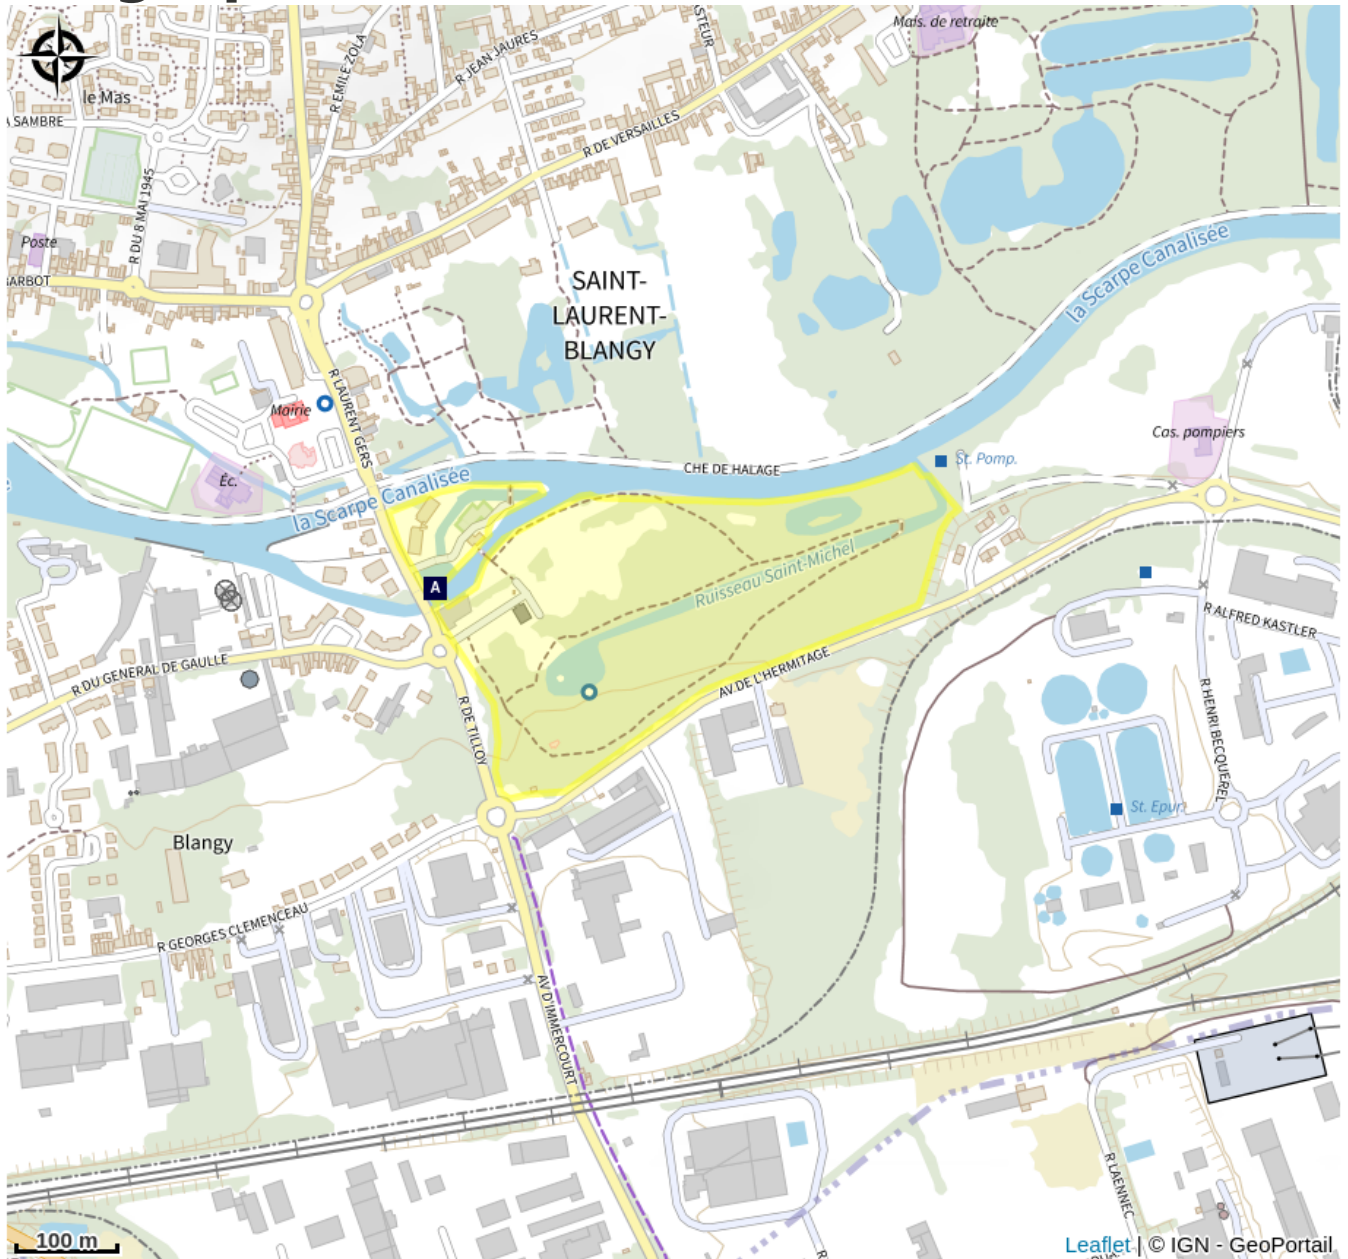 Mais. de retraite
R EMILE ZOLA
R JEAN JAURES
le Mas
A SAMBRE
R DE VERSAILLES
R DU 8 MAI 1945
Poste
BARBOT
la Scarpe Canalisée
SAINT-
LAURENT-
BLANGY
R LAURENT GERS
Mairie
Cas. pompiers
St. Pomp.
CHE DE HALAGE
Éc.
la Scarpe Canalisée
A
Ruisseau Saint-Michel
R ALFRED KASTLER
R DU GENERAL DE GAULLE
AV DE L'HERMITAGE
R DE TILLOY
R HENRI BECQUEREL
St. Epur.
Blangy
R GEORGES CLEMENCEAU
AV D'IMMERCOURT
R LAENNEC
100 m
Leaflet | © IGN - GeoPortail